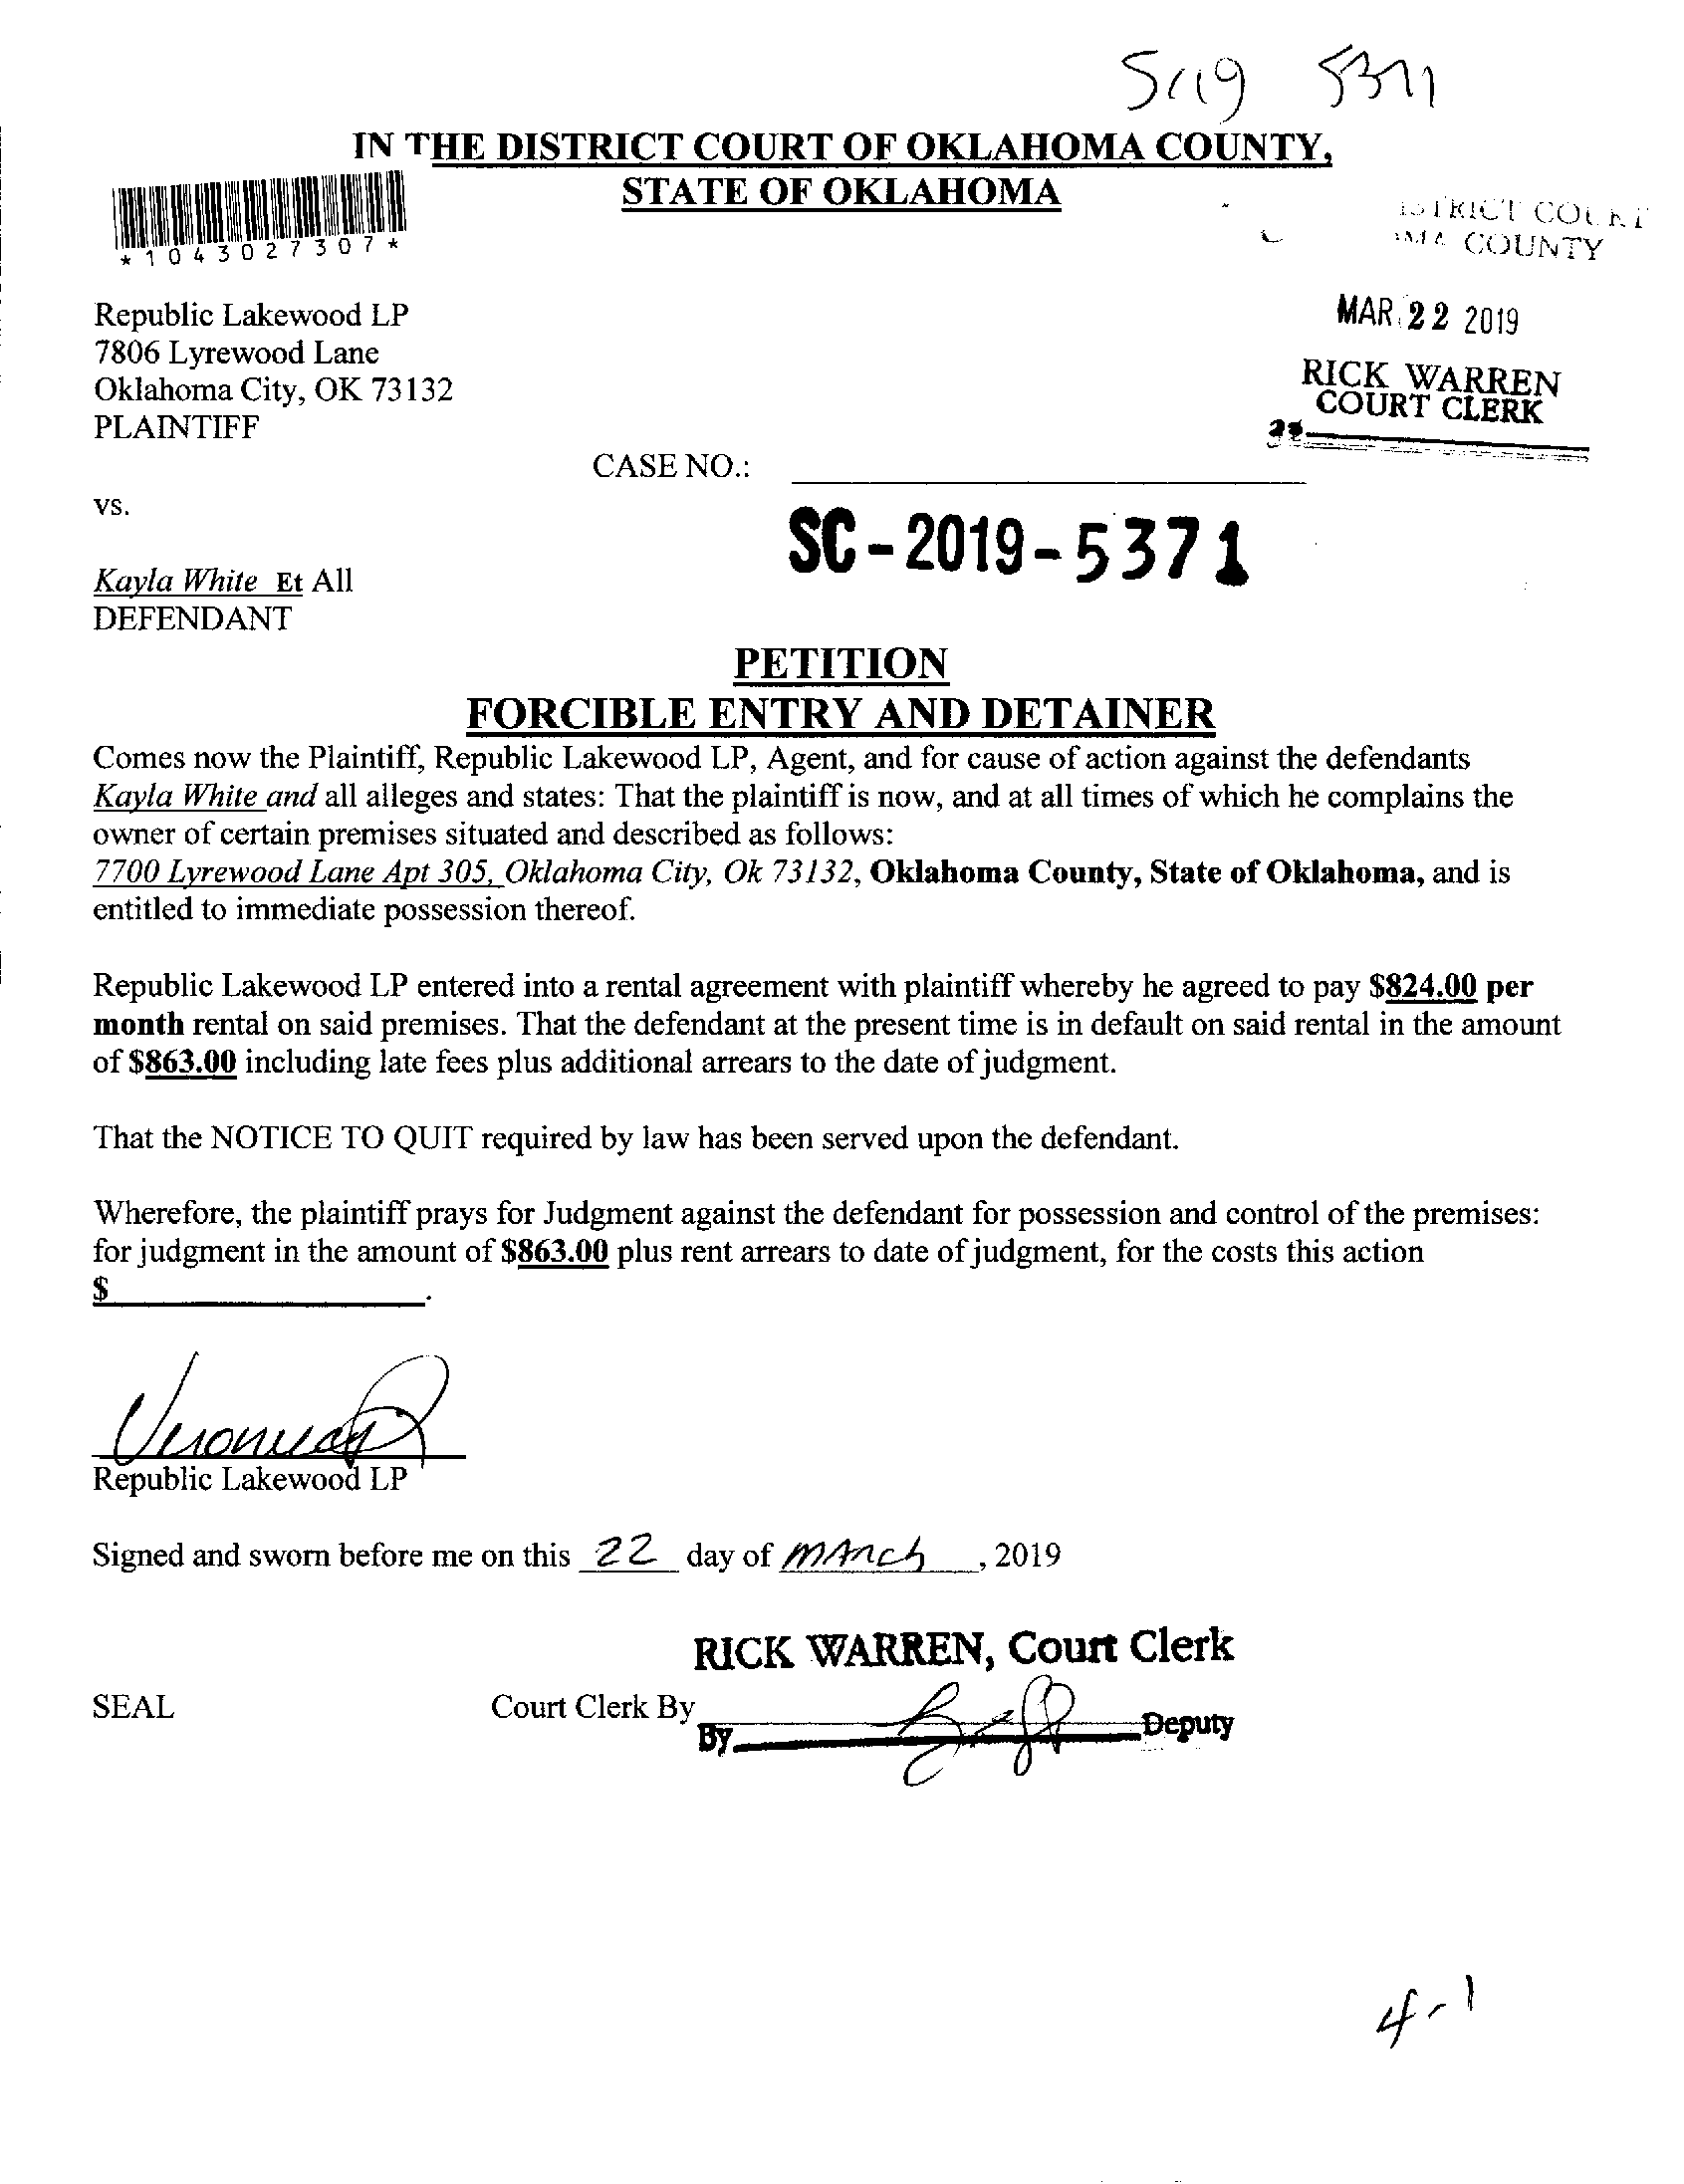 IN THE DISTRICT COURT OF OKLAHOMA COUNTY,
STATE OF OKLAHOMA
*1043027307*
COUNTY
MAR 22 2019
RICK WARREN
COURT CLERK
Republic Lakewood LP
7806 Lyrewood Lane
Oklahoma City, OK 73132
PLAINTIFF
CASE NO.:
vs.
SC-2019-5371
Kayla White Et All
DEFENDANT
PETITION
FORCIBLE ENTRY AND DETAINER
Comes now the Plaintiff, Republic Lakewood LP, Agent, and for cause of action against the defendants
Kayla White and all alleges and states: That the plaintiff is now, and at all times of which he complains the
owner of certain premises situated and described as follows:
7700 Lyrewood Lane Apt 305, Oklahoma City, Ok 73132, Oklahoma County, State of Oklahoma, and is
entitled to immediate possession thereof.
Republic Lakewood LP entered into a rental agreement with plaintiff whereby he agreed to pay $824.00 per
month rental on said premises. That the defendant at the present time is in default on said rental in the amount
of $863.00 including late fees plus additional arrears to the date of judgment.
That the NOTICE TO QUIT required by law has been served upon the defendant.
Wherefore, the plaintiff prays for Judgment against the defendant for possession and control of the premises:
for judgment in the amount of $863.00 plus rent arrears to date of judgment, for the costs this action
$ .
Republic Lakewood LP
Signed and sworn before me on this 22 day of March, 2019
RICK WARREN, Court Clerk
SEAL Court Clerk By
By Deputy
4-1